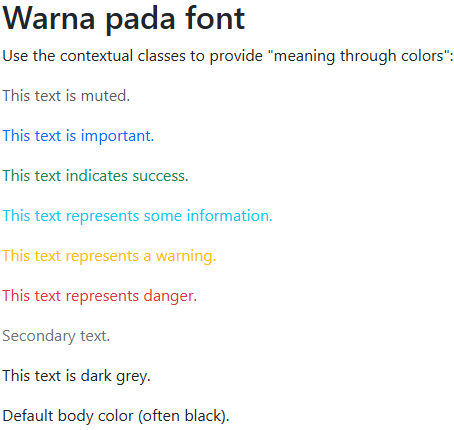 Warna pada font
Use the contextual classes to provide "meaning through colors":
This text is muted.
This text is important.
This text indicates success.
This text represents some information.
This text represents a warning.
This text represents danger.
Secondary text.
This text is dark grey.
Default body color (often black).